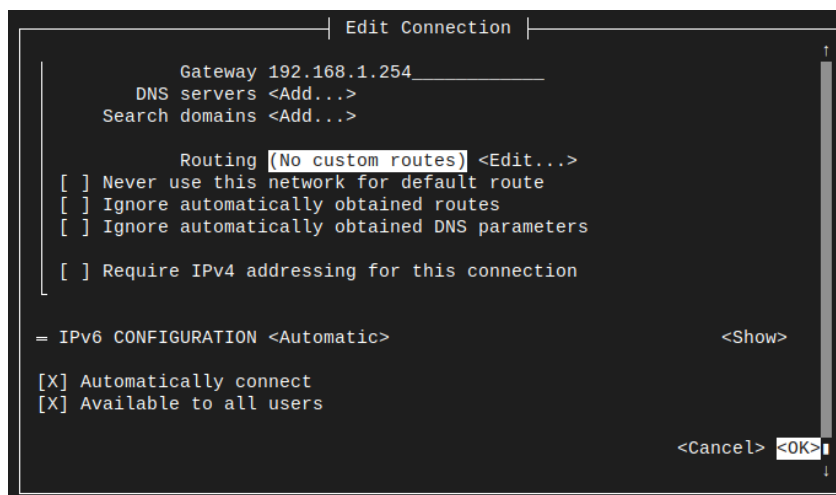 Edit Connection
Gateway 192.168.1.254____________
DNS servers <Add...>
Search domains <Add...>
Routing (No custom routes) <Edit...>
[ ] Never use this network for default route
[ ] Ignore automatically obtained routes
[ ] Ignore automatically obtained DNS parameters
[ ] Require IPv4 addressing for this connection
═ IPv6 CONFIGURATION <Automatic> <Show>
[X] Automatically connect
[X] Available to all users
<Cancel> <OK>